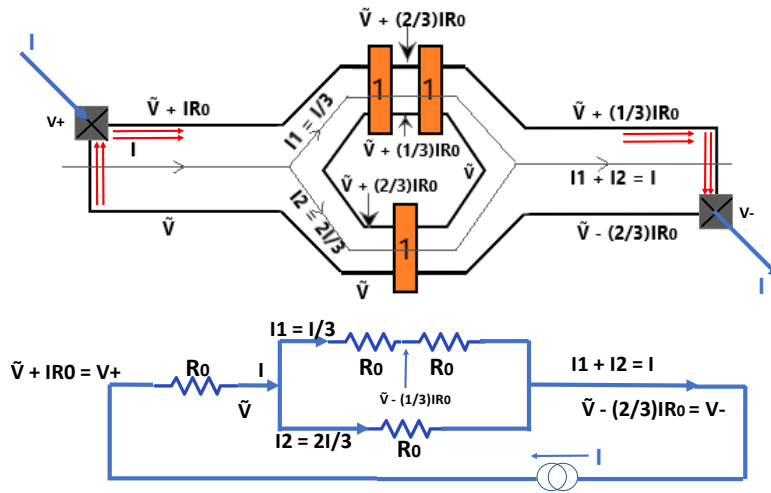 I
Ṽ + (2/3)IR0
V+
Ṽ + IR0
1
1
Ṽ + (1/3)IR0
I1 = I/3
I
Ṽ + (1/3)IR0
Ṽ
I1 + I2 = I
Ṽ + (2/3)IR0
I2 = 2I/3
V-
Ṽ
1
Ṽ - (2/3)IR0
Ṽ
I
I1 = I/3
Ṽ + IR0 = V+
R0
I
R0
R0
I1 + I2 = I
Ṽ
Ṽ - (1/3)IR0
Ṽ - (2/3)IR0 = V-
I2 = 2I/3
R0
I